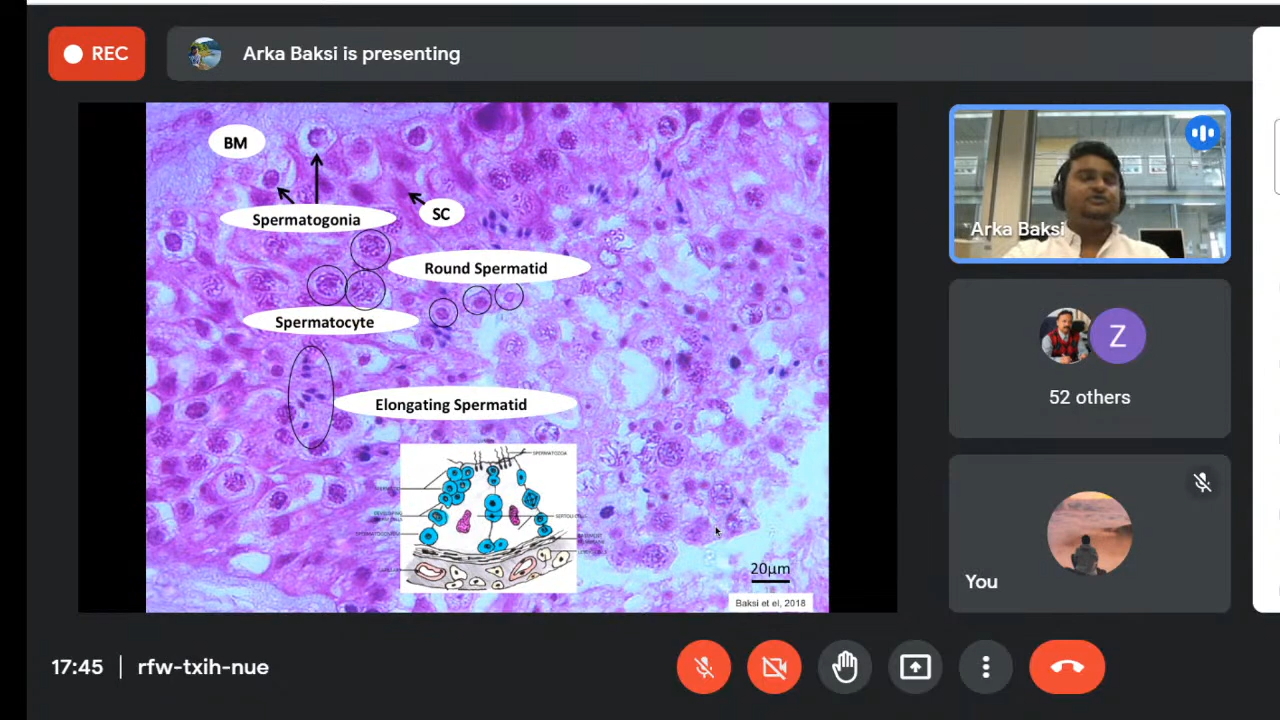 REC
Arka Baksi is presenting
BM
Spermatogonia
SC
Round Spermatid
Spermatocyte
Elongating Spermatid
SPERMATOZOA
20µm
Baksi et el, 2018
Arka Baksi
Z
52 others
You
17:45 | rfw-txih-nue